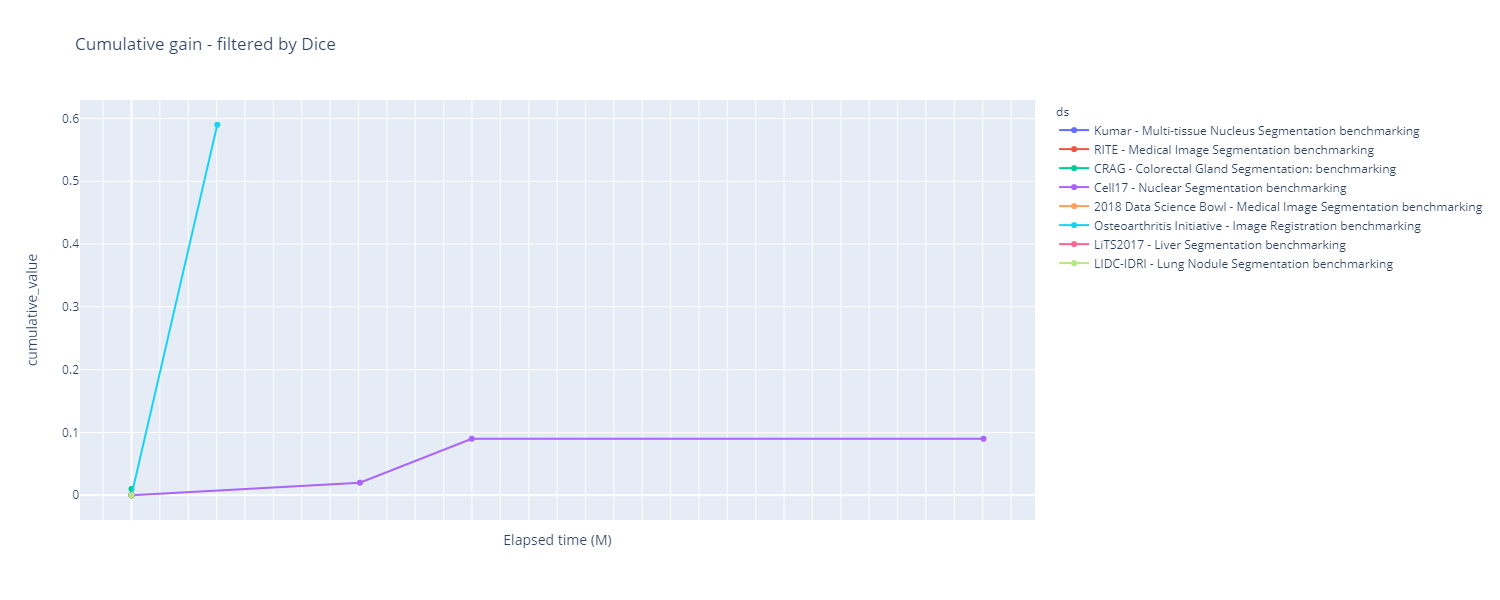 Cumulative gain - filtered by Dice
0.6
0.5
0.4
0.3
0.2
0.1
0
cumulative_value
Elapsed time (M)
ds
Kumar - Multi-tissue Nucleus Segmentation benchmarking
RITE - Medical Image Segmentation benchmarking
CRAG - Colorectal Gland Segmentation: benchmarking
Cell17 - Nuclear Segmentation benchmarking
2018 Data Science Bowl - Medical Image Segmentation benchmarking
Osteoarthritis Initiative - Image Registration benchmarking
LiTS2017 - Liver Segmentation benchmarking
LIDC-IDRI - Lung Nodule Segmentation benchmarking